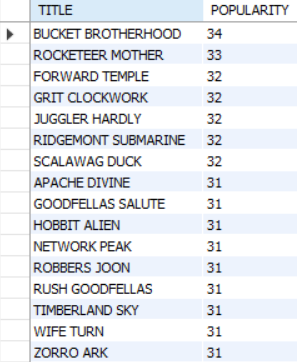 TITLE POPULARITY
BUCKET BROTHERHOOD 34
ROCKETEER MOTHER 33
FORWARD TEMPLE 32
GRIT CLOCKWORK 32
JUGGLER HARDLY 32
RIDGEMONT SUBMARINE 32
SCALAWAG DUCK 32
APACHE DIVINE 31
GOODFELLAS SALUTE 31
HOBBIT ALIEN 31
NETWORK PEAK 31
ROBBERS JOON 31
RUSH GOODFELLAS 31
TIMBERLAND SKY 31
WIFE TURN 31
ZORRO ARK 31